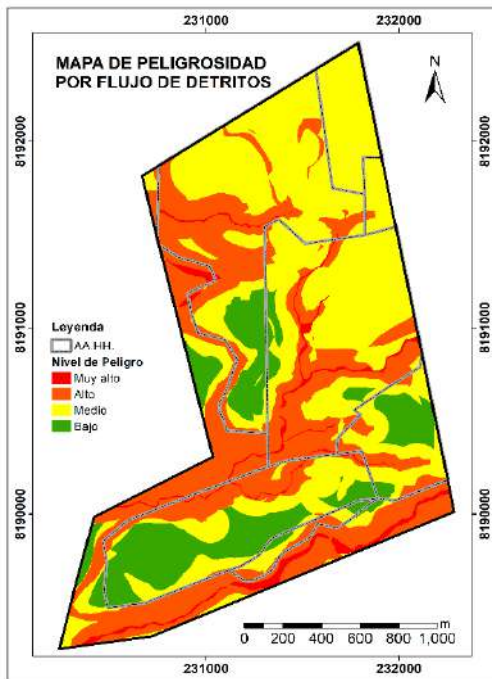 231000 232000
MAPA DE PELIGROSIDAD
POR FLUJO DE DETRITOS
N
8192000
8192000
8191000
8191000
Leyenda
AA.HH.
Nivel de Peligro
Muy alto
Alto
Medio
Bajo
8190000
8190000
m
0 200 400 600 800 1,000
231000 232000